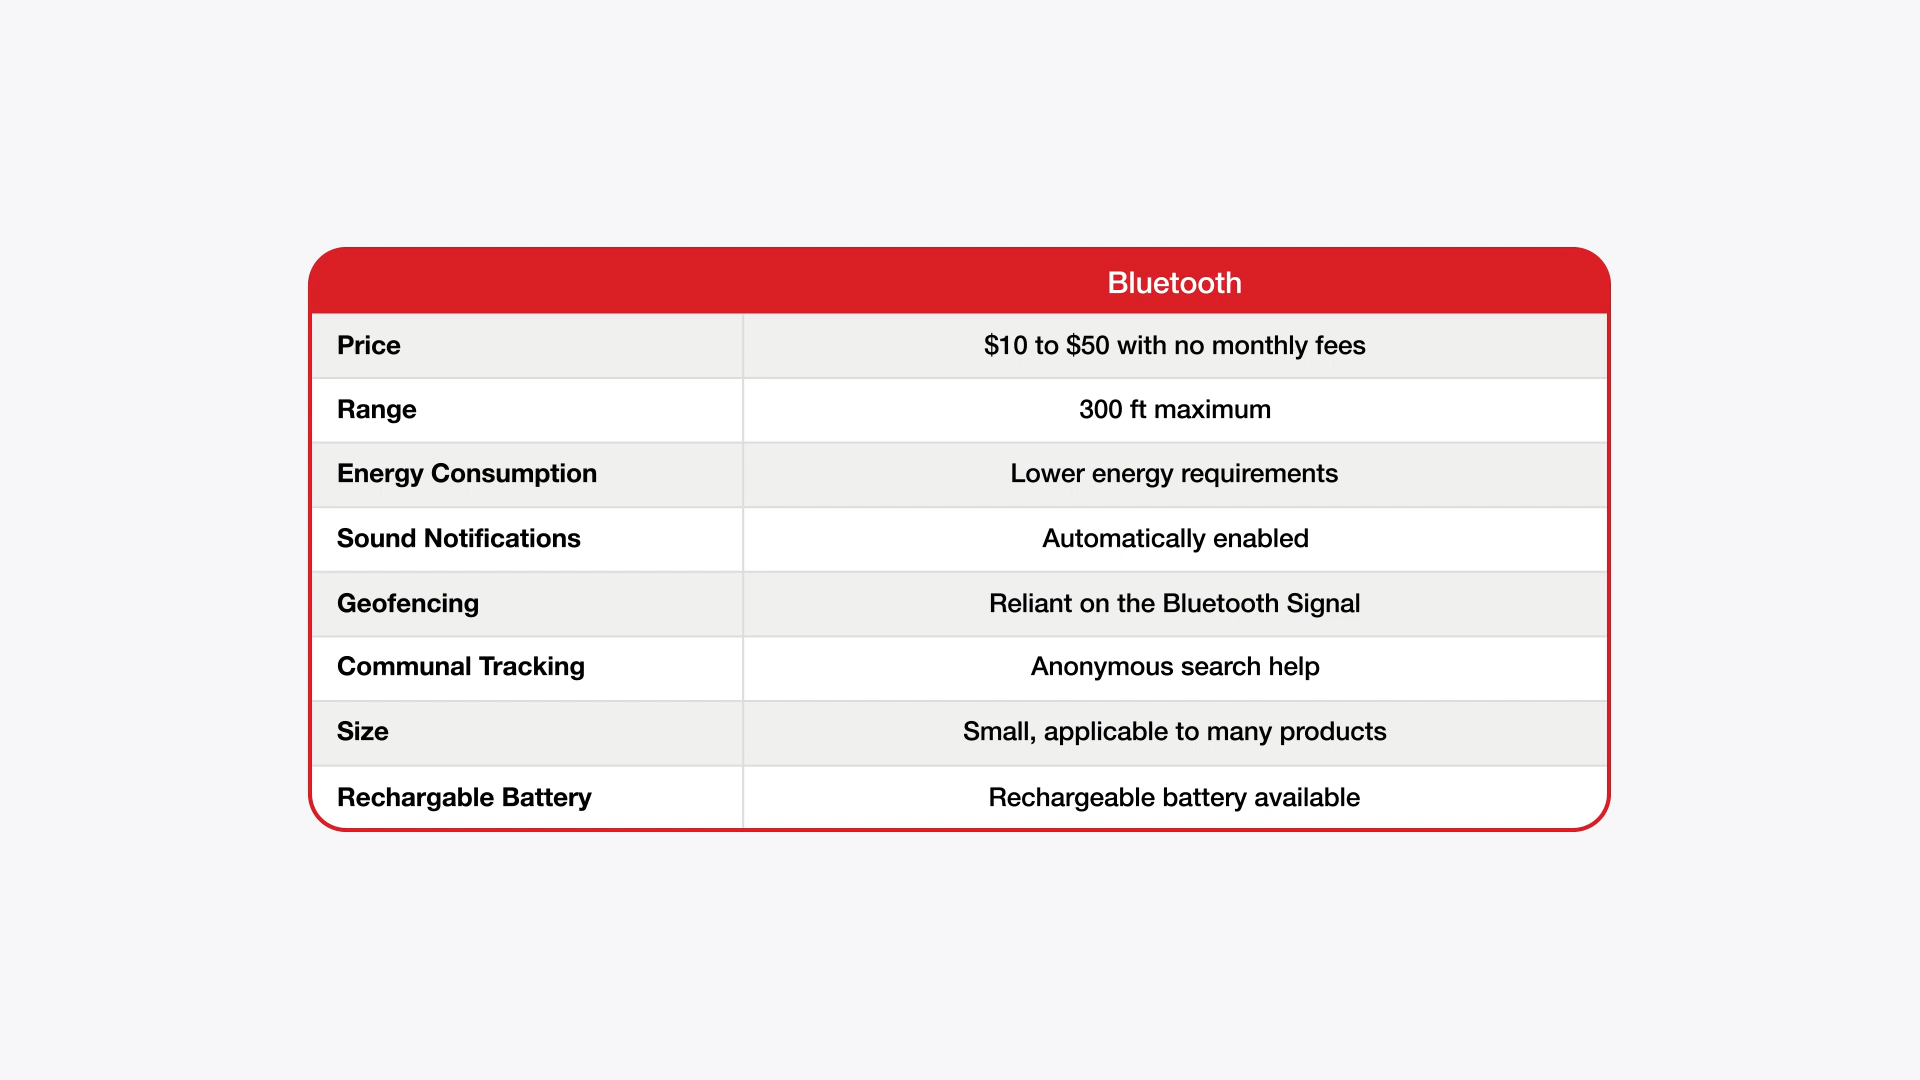 Bluetooth
Price $10 to $50 with no monthly fees
Range 300 ft maximum
Energy Consumption Lower energy requirements
Sound Notifications Automatically enabled
Geofencing Reliant on the Bluetooth Signal
Communal Tracking Anonymous search help
Size Small, applicable to many products
Rechargable Battery Rechargeable battery available